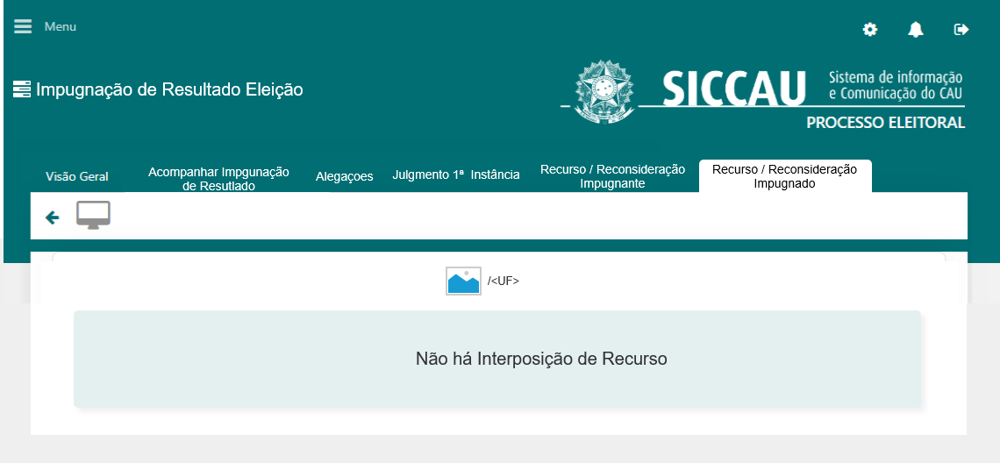 Menu
Impugnação de Resultado Eleição
SICCAU
Sistema de informação
e Comunicação do CAU
PROCESSO ELEITORAL
Visão Geral
Acompanhar Impgunação
de Resutlado
Alegaçoes
Julgmento 1ª Instância
Recurso / Reconsideração
Impugnante
Recurso / Reconsideração
Impugnado
/<UF>
Não há Interposição de Recurso